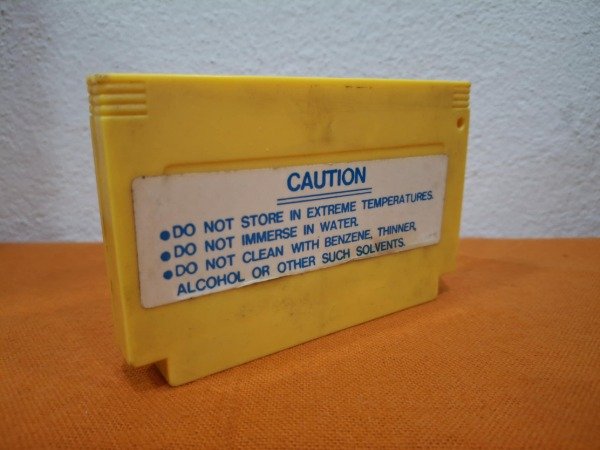 CAUTION
●DO NOT STORE IN EXTREME TEMPERATURES.
●DO NOT IMMERSE IN WATER.
●DO NOT CLEAN WITH BENZENE, THINNER,
ALCOHOL OR OTHER SUCH SOLVENTS.